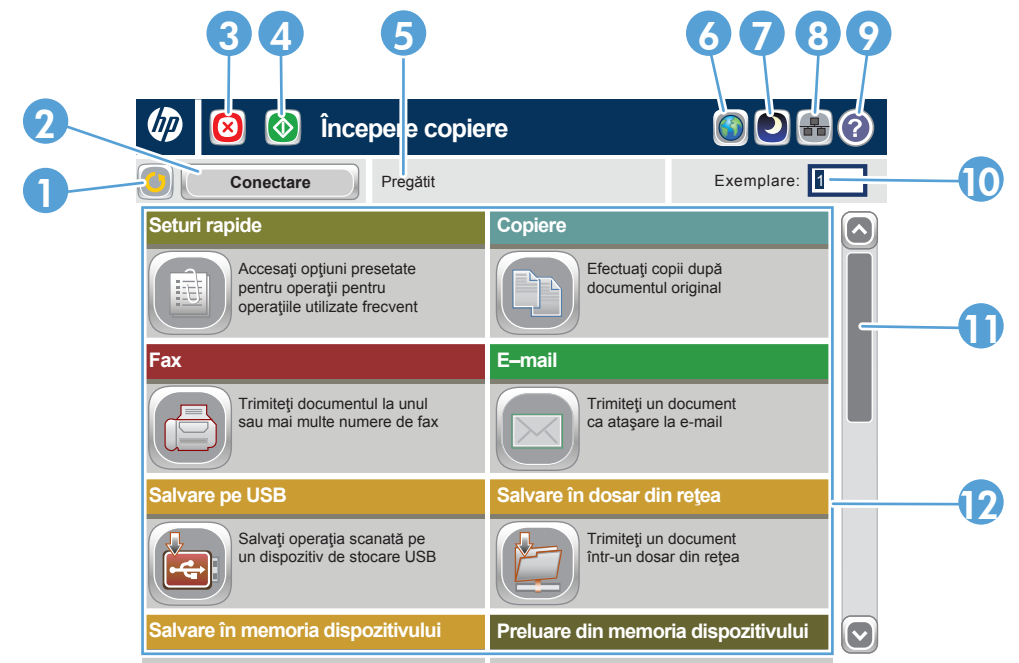 3
4
5
6
7
8
9
2
hp
Începere copiere
?
1
Conectare
Pregătit
Exemplare: 1
10
Seturi rapide
Accesaţi opţiuni presetate
pentru operaţii pentru
operaţiile utilizate frecvent
Copiere
Efectuaţi copii după
documentul original
11
Fax
Trimiteţi documentul la unul
sau mai multe numere de fax
E–mail
Trimiteţi un document
ca ataşare la e-mail
Salvare pe USB
Salvaţi operaţia scanată pe
un dispozitiv de stocare USB
Salvare în dosar din reţea
Trimiteţi un document
într-un dosar din reţea
12
Salvare în memoria dispozitivului
Preluare din memoria dispozitivului